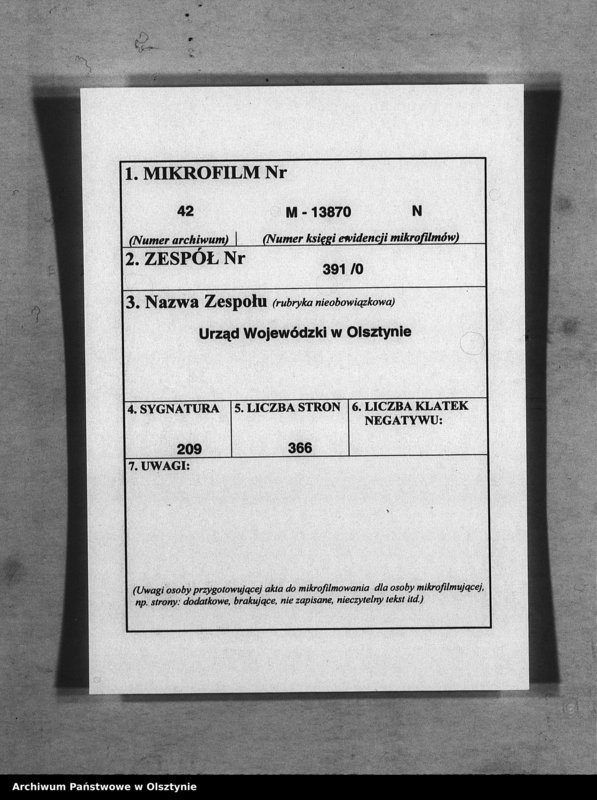 1. MIKROFILM Nr
42 M - 13870 N
(Numer archiwum) (Numer księgi ewidencji mikrofilmów)
2. ZESPÓŁ Nr
391 /0
3. Nazwa Zespołu (rubryka nieobowiązkowa)
Urząd Wojewódzki w Olsztynie
4. SYGNATURA 5. LICZBA STRON 6. LICZBA KLATEK
NEGATYWU:
209 366
7. UWAGI:
(Uwagi osoby przygotowującej akta do mikrofilmowania dla osoby mikrofilmującej,
np. strony: dodatkowe, brakujące, nie zapisane, nieczytelny tekst itd.)
Archiwum Państwowe w Olsztynie